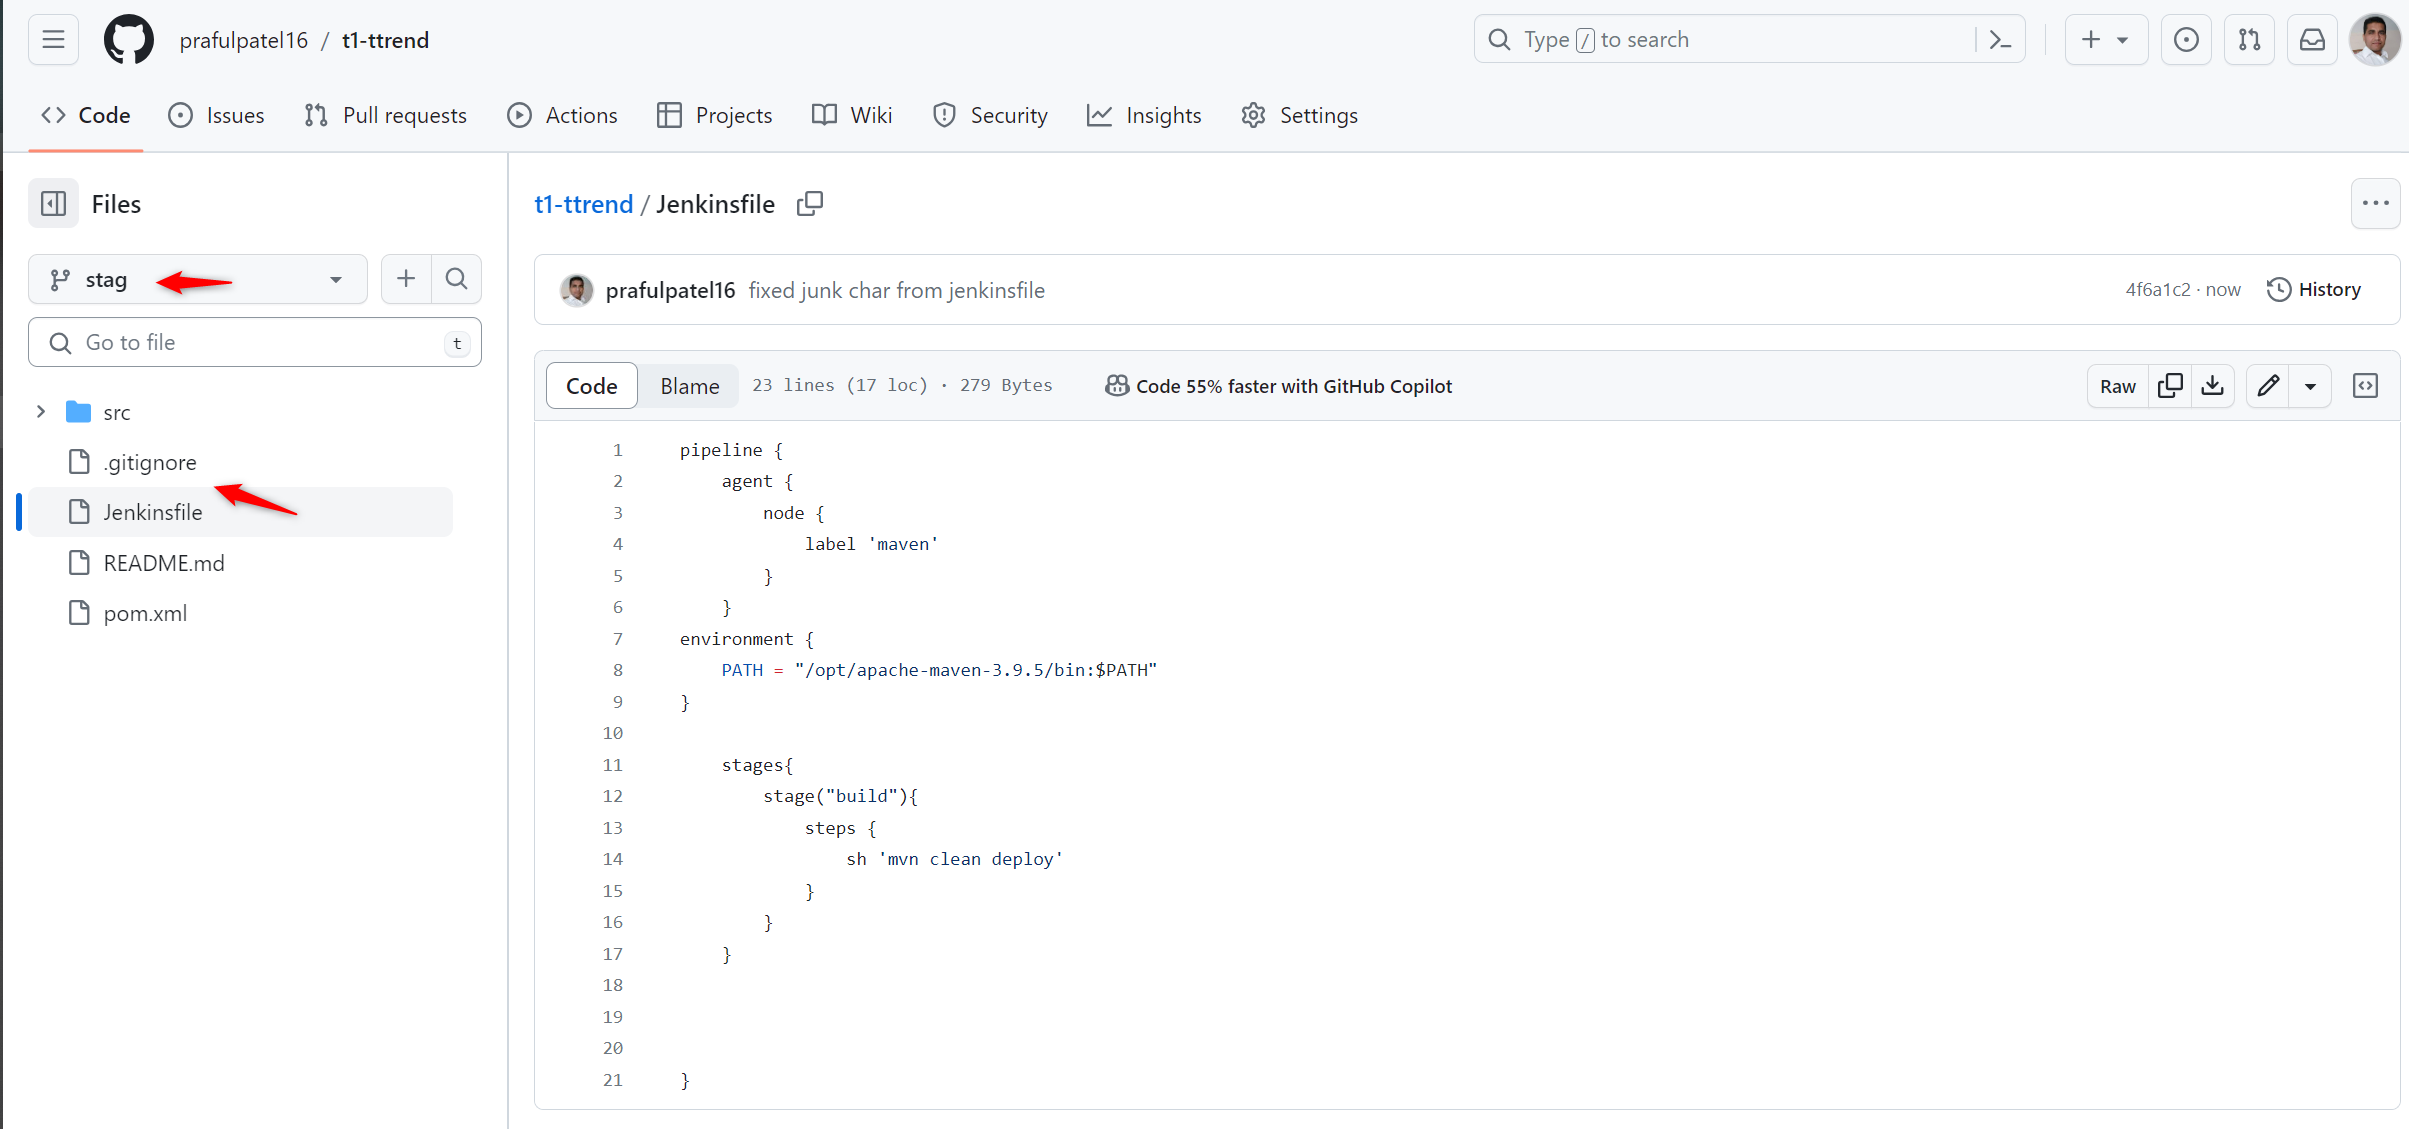 prafulpatel16 / t1-ttrend
Type / to search
Code Issues Pull requests Actions Projects Wiki Security Insights Settings
Files
stag
Go to file t
src
.gitignore
Jenkinsfile
README.md
pom.xml
t1-ttrend / Jenkinsfile
prafulpatel16 fixed junk char from jenkinsfile 4f6a1c2 · now History
Code Blame 23 lines (17 loc) · 279 Bytes Code 55% faster with GitHub Copilot Raw
1 pipeline {
2 agent {
3 node {
4 label 'maven'
5 }
6 }
7 environment {
8 PATH = "/opt/apache-maven-3.9.5/bin:$PATH"
9 }
10
11 stages{
12 stage("build"){
13 steps {
14 sh 'mvn clean deploy'
15 }
16 }
17 }
18
19
20
21 }